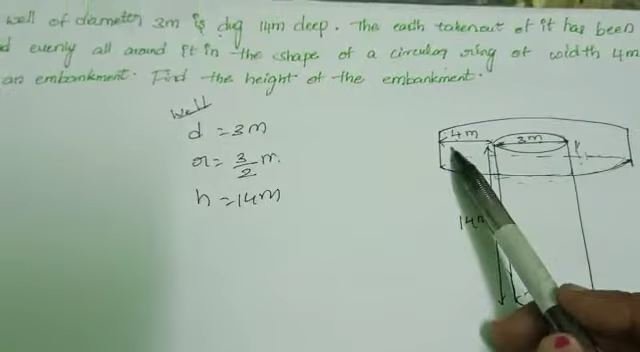 well of diameter 3m is dug 14m deep. The earth taken out of it has been
d evenly all around it in the shape of a circular ring of width 4m
an embankment. Find the height of the embankment.
well
d = 3m
r = 3/2 m.
h = 14m
4m
3m
14m